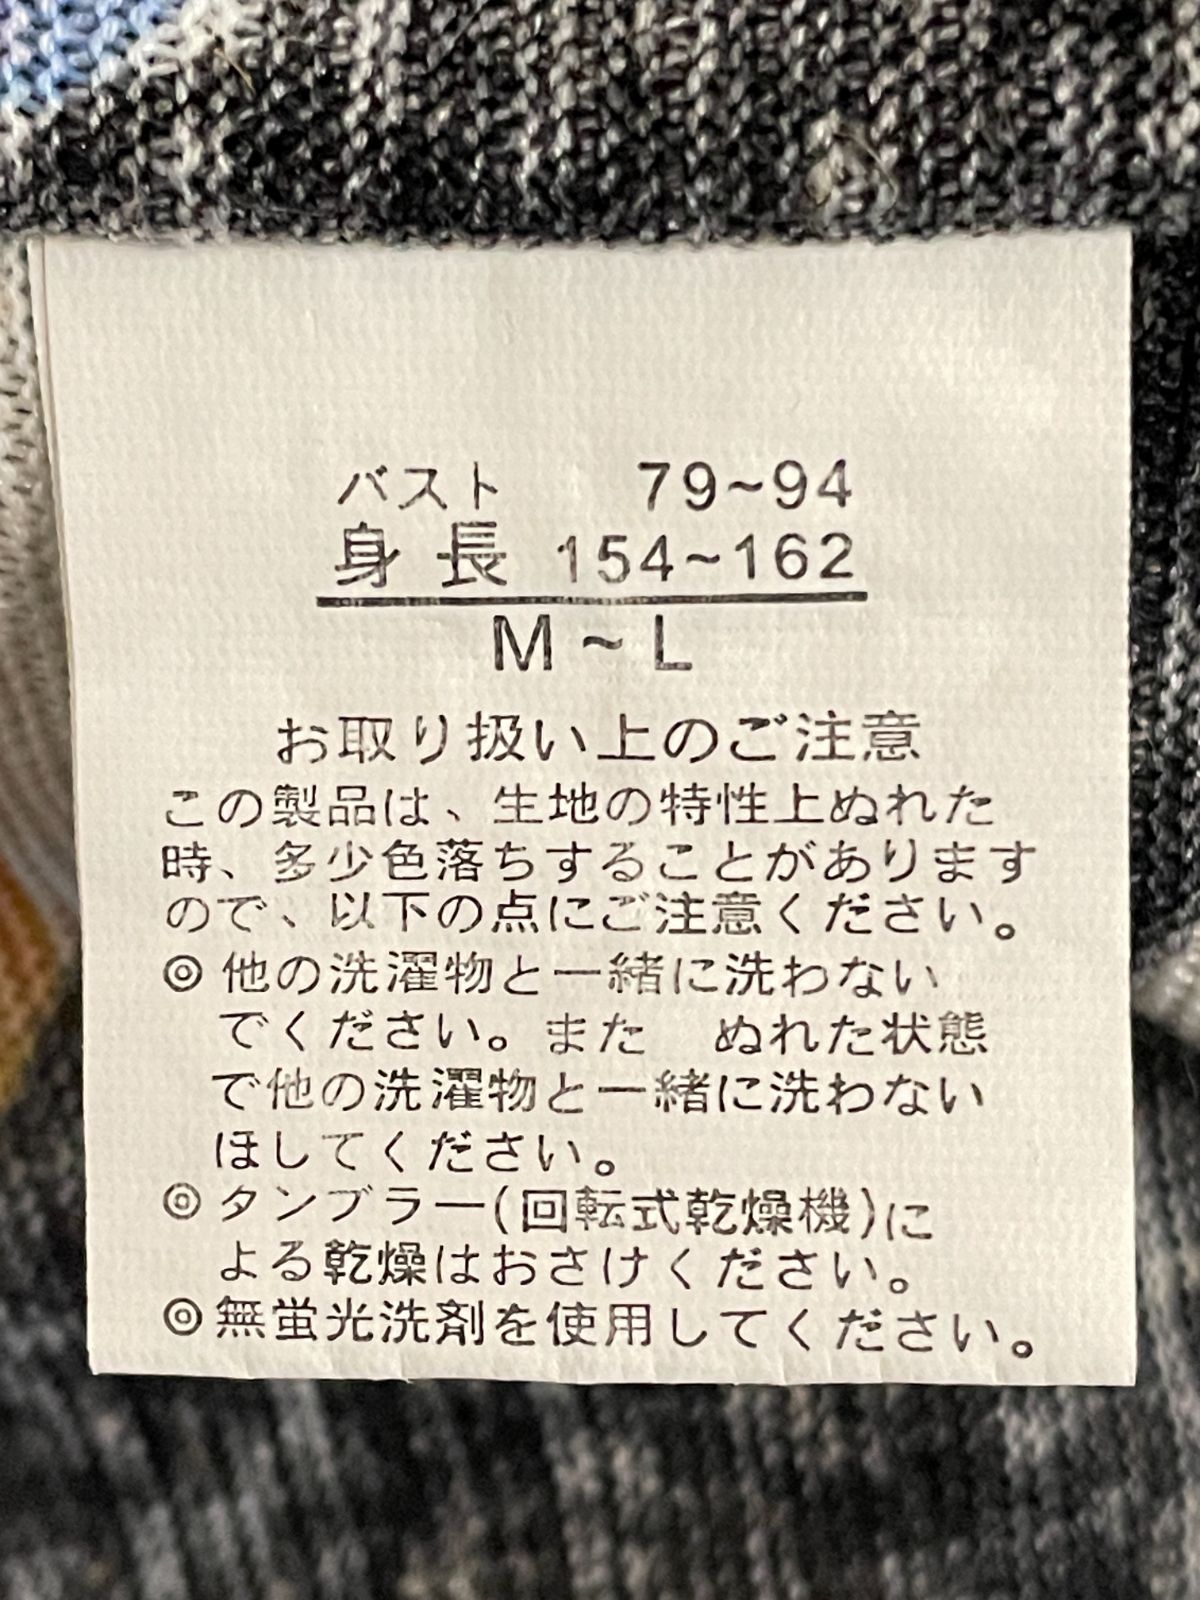 バスト 79~94
身長 154~162
M~L
お取り扱い上のご注意
この製品は、生地の特性上ぬれた
時、多少色落ちすることがあります
ので、以下の点にご注意ください。
◎他の洗濯物と一緒に洗わない
でください。また ぬれた状態
で他の洗濯物と一緒に洗わない
ほしてください。
◎タンブラー(回転式乾燥機)に
よる乾燥はおさけください。
◎無蛍光洗剤を使用してください。